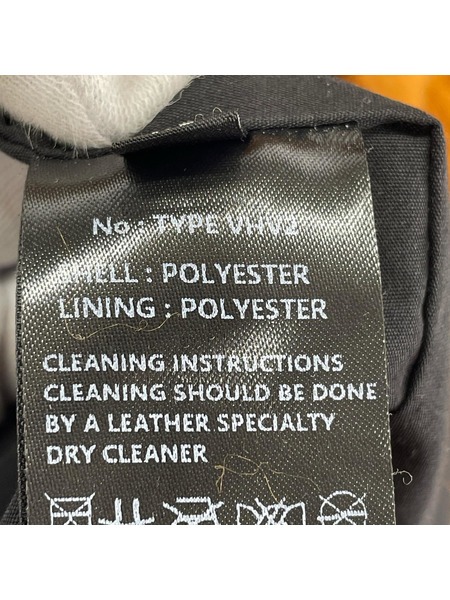 No : TYPE VHV2
SHELL : POLYESTER
LINING : POLYESTER
CLEANING INSTRUCTIONS
CLEANING SHOULD BE DONE
BY A LEATHER SPECIALTY
DRY CLEANER